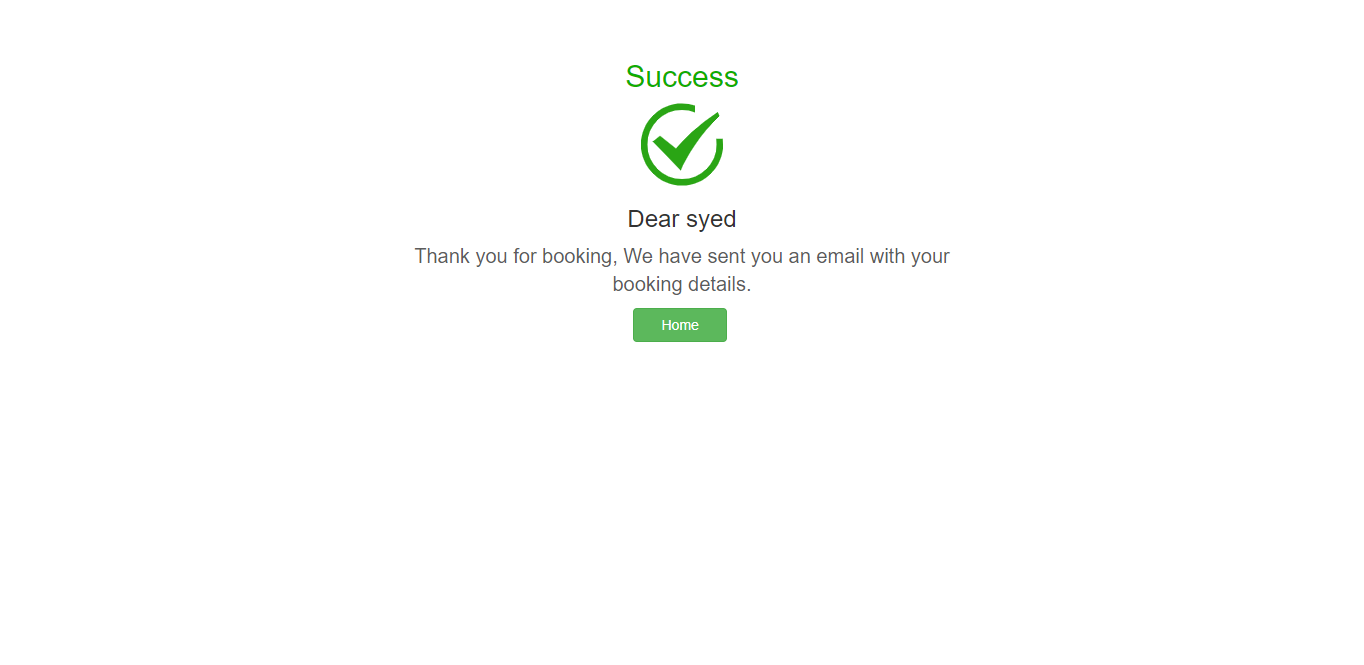 Success
Dear syed
Thank you for booking, We have sent you an email with your
booking details.
Home